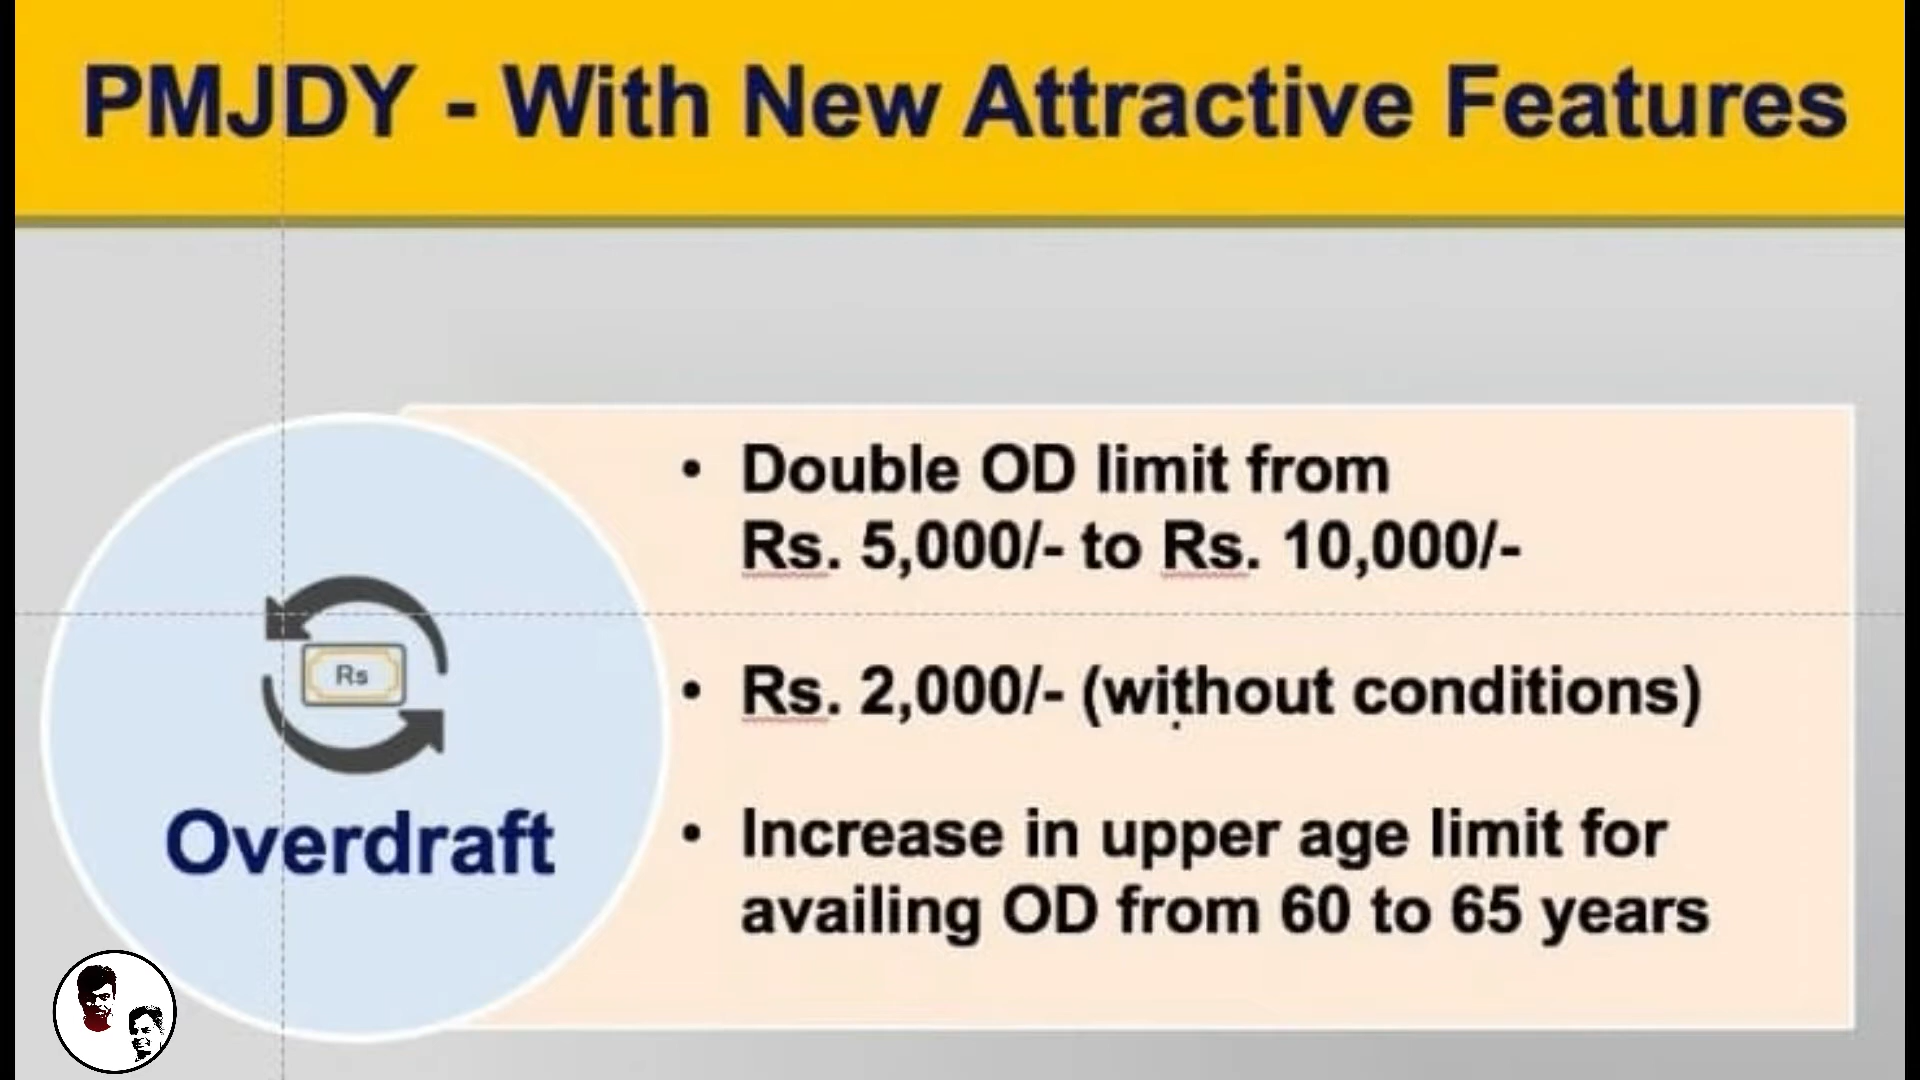 PMJDY - With New Attractive Features
• Double OD limit from
Rs. 5,000/- to Rs. 10,000/-
• Rs. 2,000/- (without conditions)
• Increase in upper age limit for
availing OD from 60 to 65 years
Rs
Overdraft